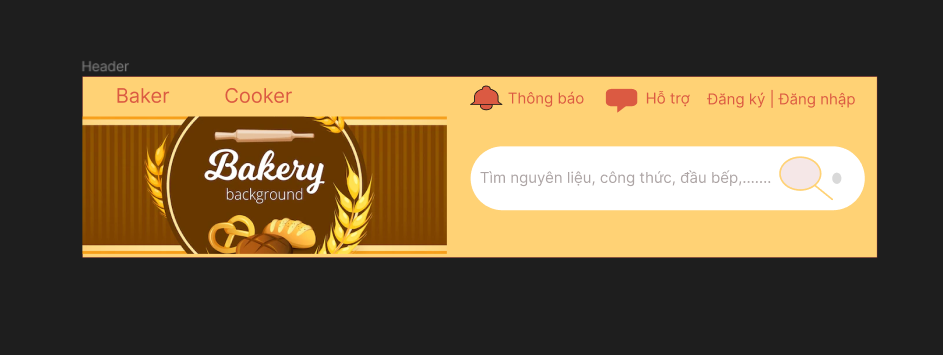 Header
Baker Cooker Thông báo Hỗ trợ Đăng ký | Đăng nhập
Bakery
background
Tìm nguyên liệu, công thức, đầu bếp,.......